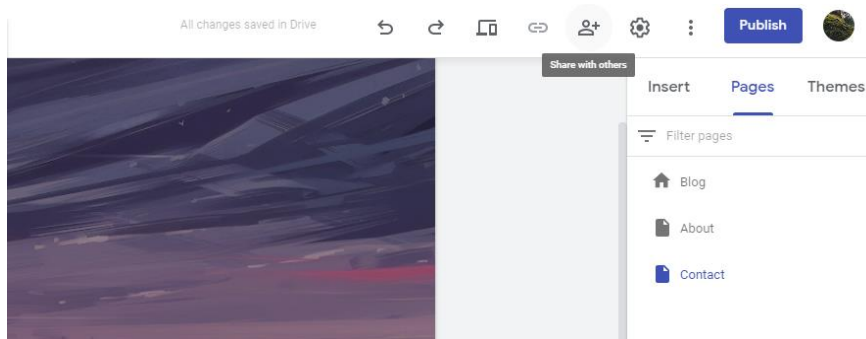 All changes saved in Drive
Publish
Share with others
Insert Pages Themes
Filter pages
Blog
About
Contact